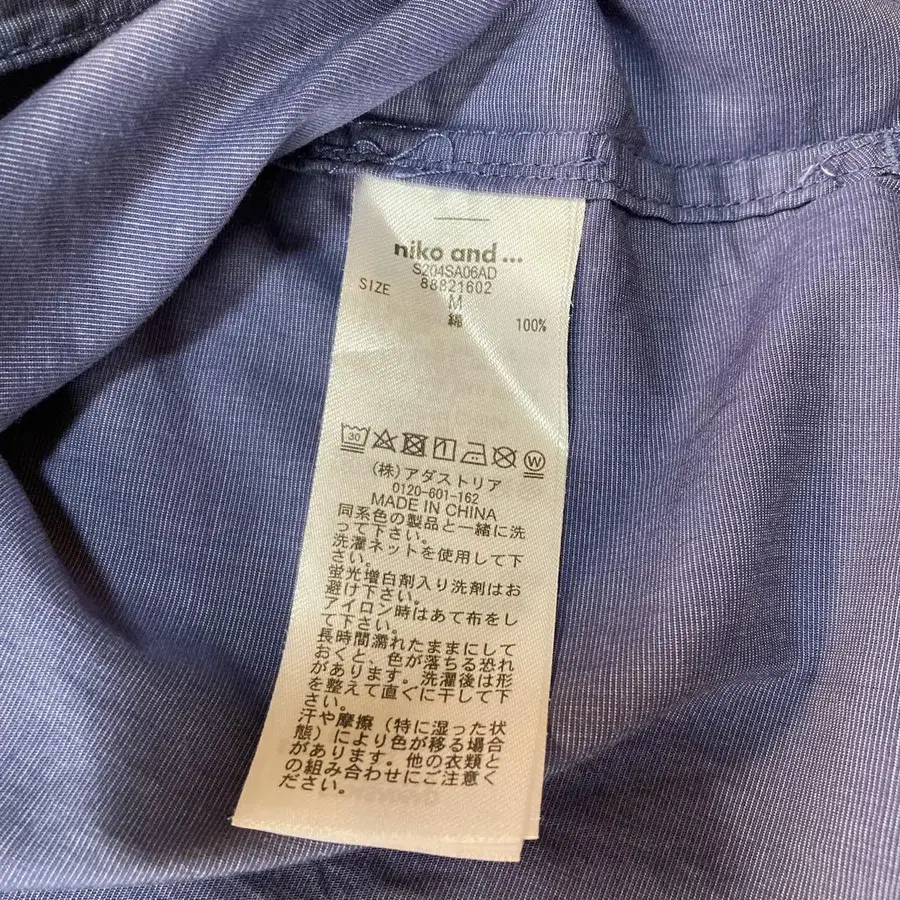 niko and ...
S204SA06AD
88821602
SIZE M
綿 100%
30 W
(株)アダストリア
0120-601-162
MADE IN CHINA
同系色の製品と一緒に洗
って下さい。
洗濯ネットを使用して下
さい。
蛍光増白剤入り洗剤はお
避け下さい。
アイロン時はあて布をし
て下さい。
長時間濡れたままにして
おくと、色が落ちる恐れ
があります。洗濯後は形
を整えて直ぐに干して下
さい。
汗や摩擦（特に湿った状
態）により色が移る場合
があります。他の衣類と
の組み合わせにご注意く
ださい。